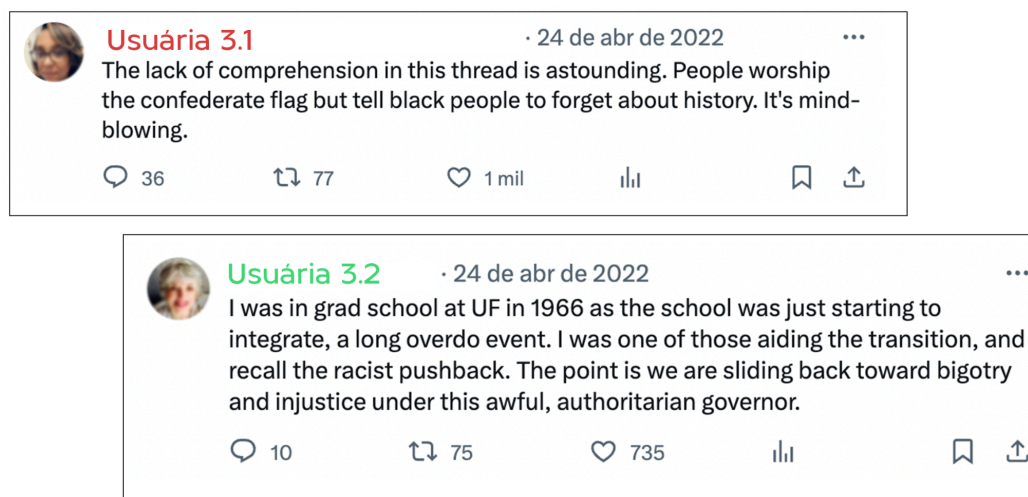 Usuária 3.1 · 24 de abr de 2022 ...
The lack of comprehension in this thread is astounding. People worship
the confederate flag but tell black people to forget about history. It's mind-
blowing.
36 77 1 mil
Usuária 3.2 · 24 de abr de 2022 ...
I was in grad school at UF in 1966 as the school was just starting to
integrate, a long overdo event. I was one of those aiding the transition, and
recall the racist pushback. The point is we are sliding back toward bigotry
and injustice under this awful, authoritarian governor.
10 75 735